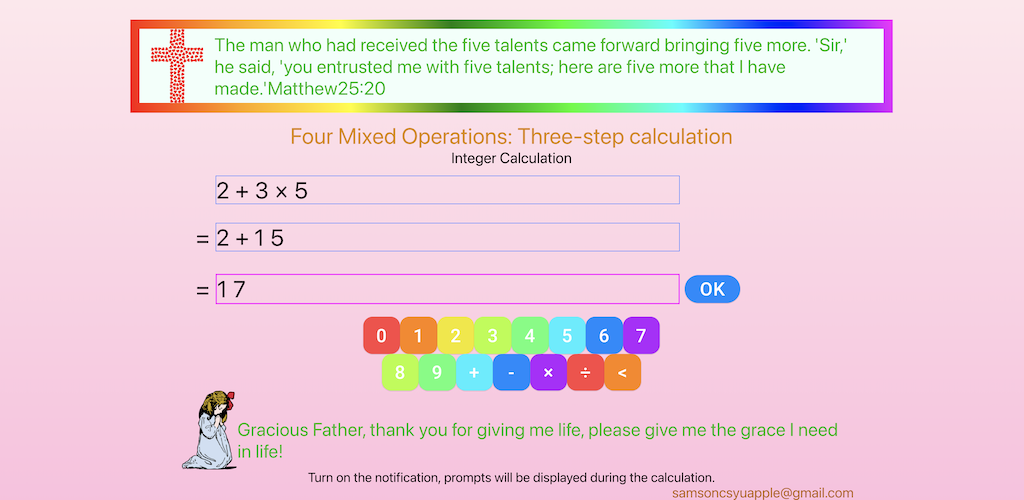 The man who had received the five talents came forward bringing five more. 'Sir,'
he said, 'you entrusted me with five talents; here are five more that I have
made.'Matthew25:20
Four Mixed Operations: Three-step calculation
Integer Calculation
2 + 3 × 5
= 2 + 1 5
= 1 7
OK
0 1 2 3 4 5 6 7
8 9 + - × ÷ <
Gracious Father, thank you for giving me life, please give me the grace I need
in life!
Turn on the notification, prompts will be displayed during the calculation.
samsoncsyuapple@gmail.com